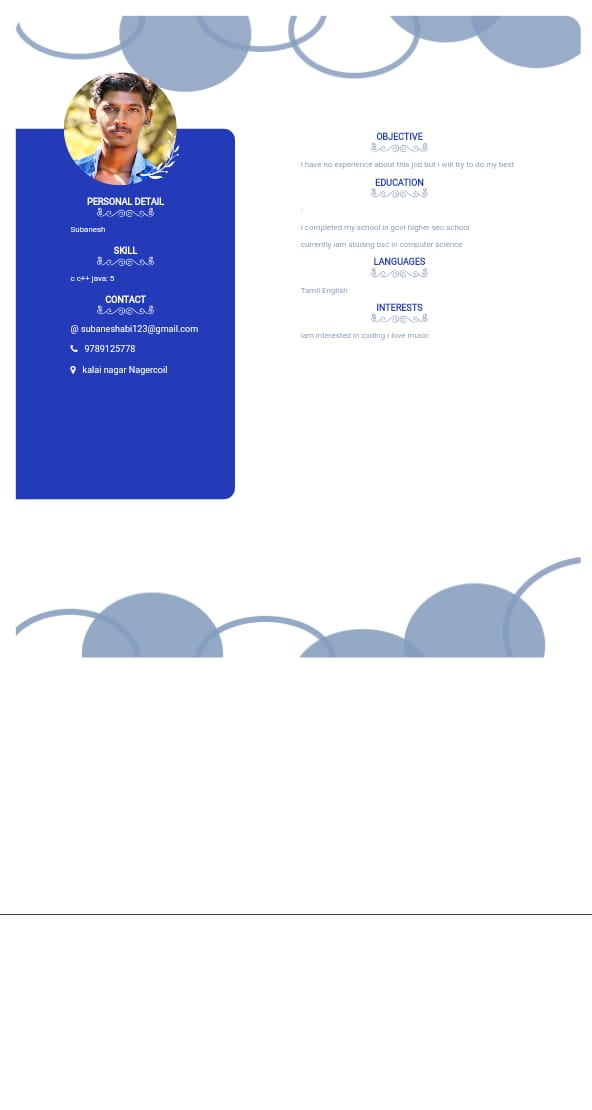 PERSONAL DETAIL
Subanesh
SKILL
c c++ java: 5
CONTACT
@ subaneshabi123@gmail.com
9789125778
kalai nagar Nagercoil
OBJECTIVE
I have no experience about this job but i will try to do my best
EDUCATION
:
I completed my school in govt higher sec.school
currently iam studing bsc in computer science
LANGUAGES
Tamil English
INTERESTS
iam interested in coding i love music